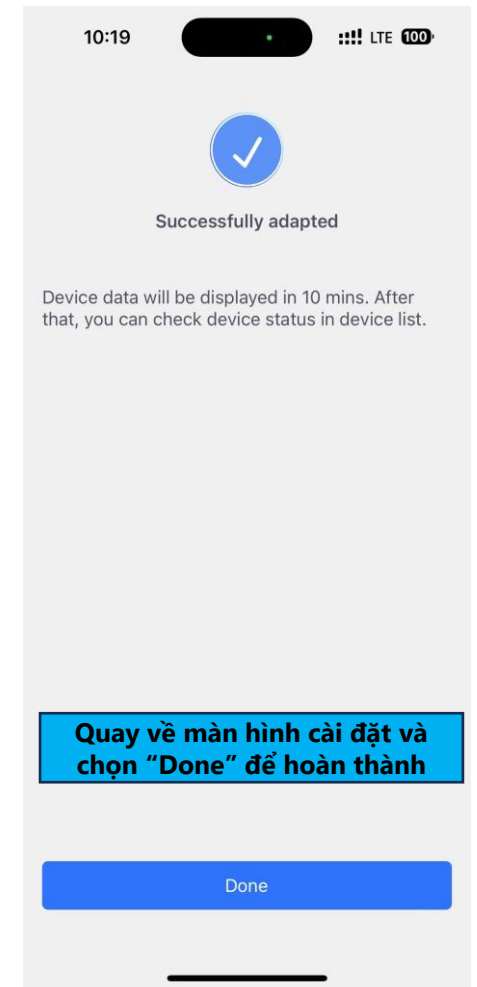 10:19 LTE 100
Successfully adapted
Device data will be displayed in 10 mins. After
that, you can check device status in device list.
Quay về màn hình cài đặt và
chọn “Done” để hoàn thành
Done